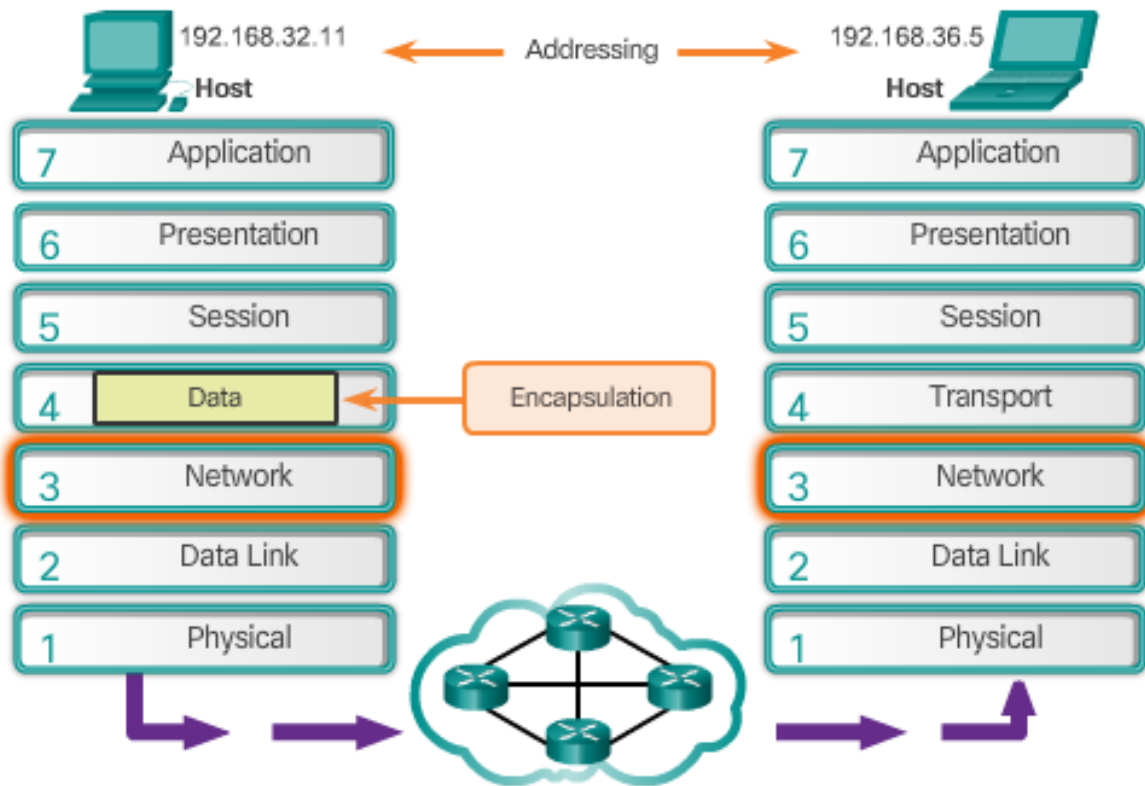 192.168.32.11
Addressing
192.168.36.5
Host
Host
7 Application
6 Presentation
5 Session
4 Data
3 Network
2 Data Link
1 Physical
Encapsulation
7 Application
6 Presentation
5 Session
4 Transport
3 Network
2 Data Link
1 Physical